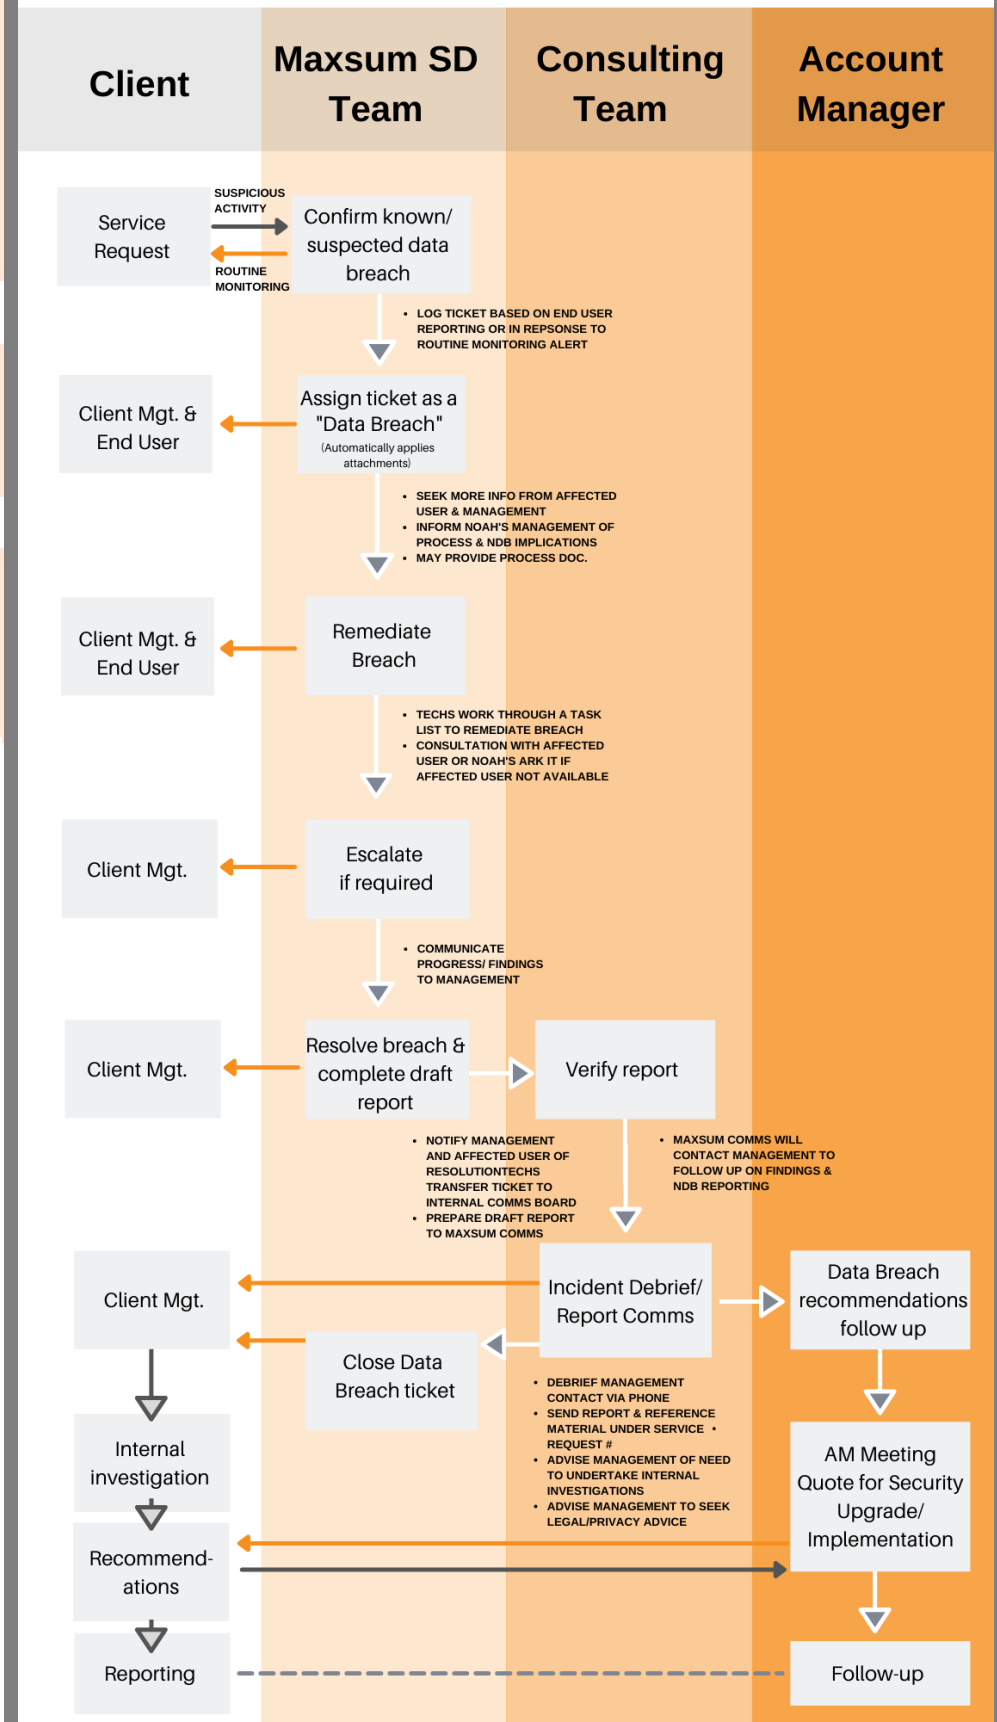 Client
Maxsum SD
Team
Consulting
Team
Account
Manager
Service
Request
SUSPICIOUS
ACTIVITY
ROUTINE
MONITORING
Confirm known/
suspected data
breach
• LOG TICKET BASED ON END USER
REPORTING OR IN REPSONSE TO
ROUTINE MONITORING ALERT
Client Mgt. &
End User
Assign ticket as a
"Data Breach"
(Automatically applies
attachments)
• SEEK MORE INFO FROM AFFECTED
USER & MANAGEMENT
• INFORM NOAH'S MANAGEMENT OF
PROCESS & NDB IMPLICATIONS
• MAY PROVIDE PROCESS DOC.
Client Mgt. &
End User
Remediate
Breach
• TECHS WORK THROUGH A TASK
LIST TO REMEDIATE BREACH
• CONSULTATION WITH AFFECTED
USER OR NOAH'S ARK IT IF
AFFECTED USER NOT AVAILABLE
Client Mgt.
Escalate
if required
• COMMUNICATE
PROGRESS/ FINDINGS
TO MANAGEMENT
Client Mgt.
Resolve breach &
complete draft
report
Verify report
• NOTIFY MANAGEMENT
AND AFFECTED USER OF
RESOLUTIONTECHS
TRANSFER TICKET TO
INTERNAL COMMS BOARD
• PREPARE DRAFT REPORT
TO MAXSUM COMMS
• MAXSUM COMMS WILL
CONTACT MANAGEMENT TO
FOLLOW UP ON FINDINGS &
NDB REPORTING
Client Mgt.
Incident Debrief/
Report Comms
Data Breach
recommendations
follow up
Close Data
Breach ticket
• DEBRIEF MANAGEMENT
CONTACT VIA PHONE
• SEND REPORT & REFERENCE
MATERIAL UNDER SERVICE •
REQUEST #
• ADVISE MANAGEMENT OF NEED
TO UNDERTAKE INTERNAL
INVESTIGATIONS
• ADVISE MANAGEMENT TO SEEK
LEGAL/PRIVACY ADVICE
Internal
investigation
AM Meeting
Quote for Security
Upgrade/
Implementation
Recommend-
ations
Reporting
Follow-up